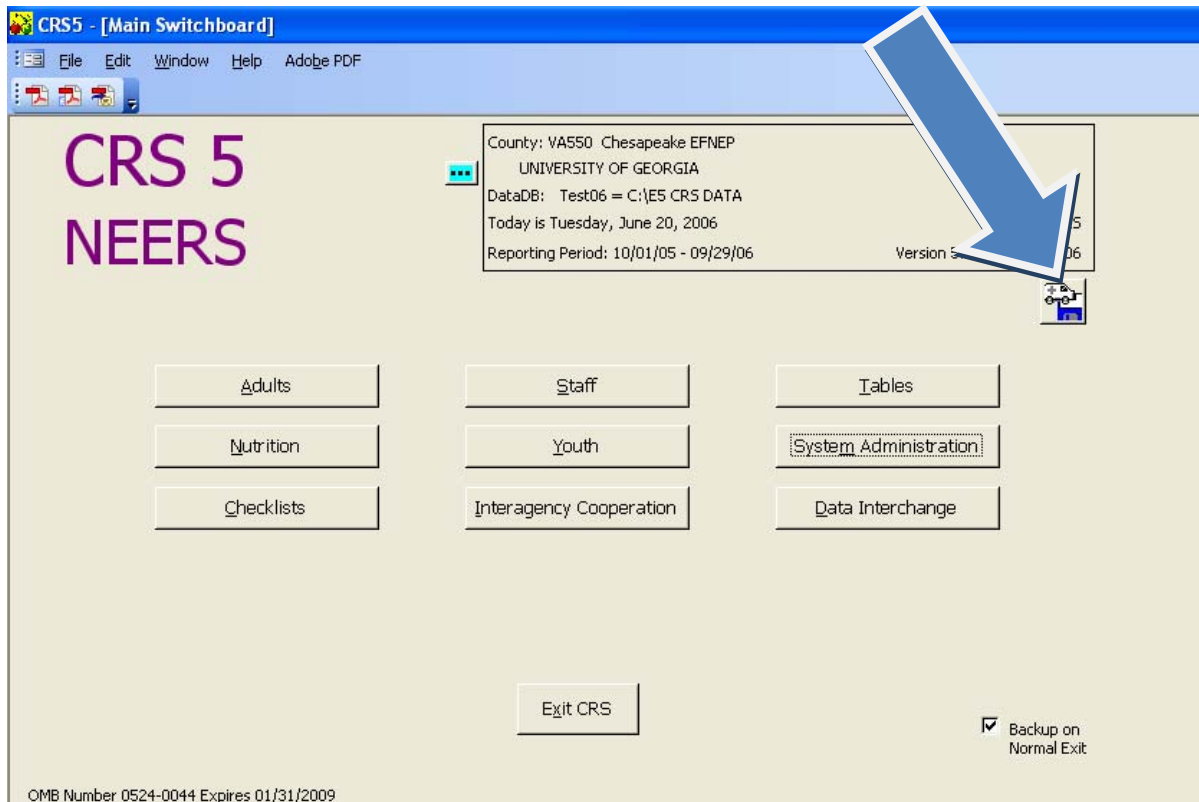 CRS5 - [Main Switchboard]
File Edit Window Help Adobe PDF
CRS 5
NEERS
County: VA550 Chesapeake EFNEP
UNIVERSITY OF GEORGIA
DataDB: Test06 = C:\E5 CRS DATA
Today is Tuesday, June 20, 2006
Reporting Period: 10/01/05 - 09/29/06 Version
Adults Staff Tables
Nutrition Youth System Administration
Checklists Interagency Cooperation Data Interchange
Exit CRS
Backup on
Normal Exit
OMB Number 0524-0044 Expires 01/31/2009